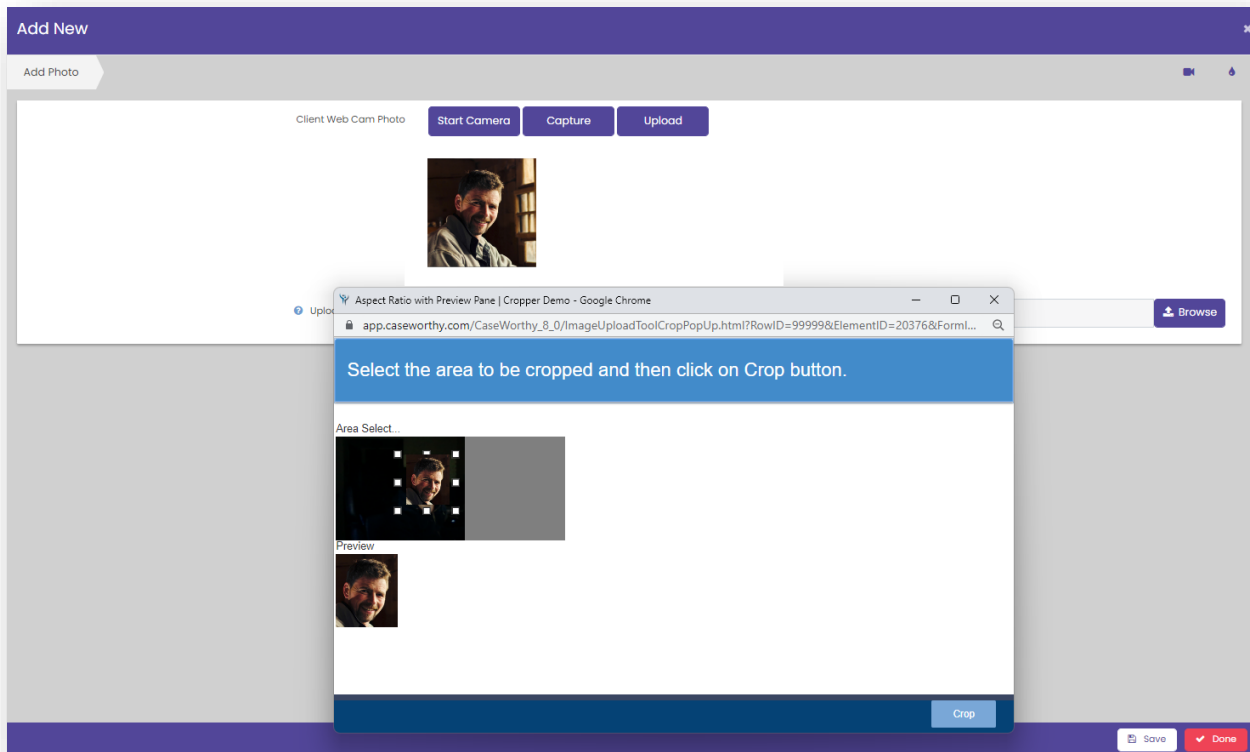 Add New
Add Photo
Client Web Cam Photo
Start Camera
Capture
Upload
Aspect Ratio with Preview Pane | Cropper Demo - Google Chrome
app.caseworthy.com/CaseWorthy_8_0/ImageUploadToolCropPopUp.html?RowID=99999&ElementID=20376&FormI...
Browse
Select the area to be cropped and then click on Crop button.
Area Select...
Preview
Crop
Save
Done